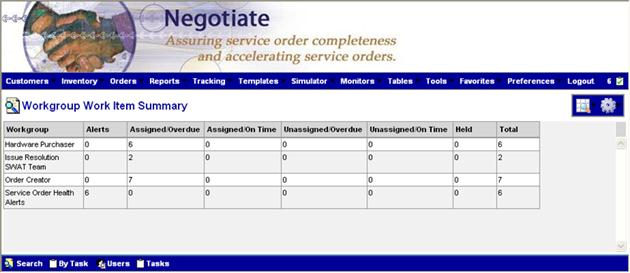 Negotiate
Assuring service order completeness
and accelerating service orders.
Customers Inventory Orders Reports Tracking Templates Simulator Monitors Tables Tools Favorites Preferences Logout 6
Workgroup Work Item Summary
Workgroup Alerts Assigned/Overdue Assigned/On Time Unassigned/Overdue Unassigned/On Time Held Total
Hardware Purchaser 0 6 0 0 0 0 6
Issue Resolution 0 2 0 0 0 0 2
SWAT Team
Order Creator 0 7 0 0 0 0 7
Service Order Health 6 0 0 0 0 0 6
Alerts
Search By Task Users Tasks